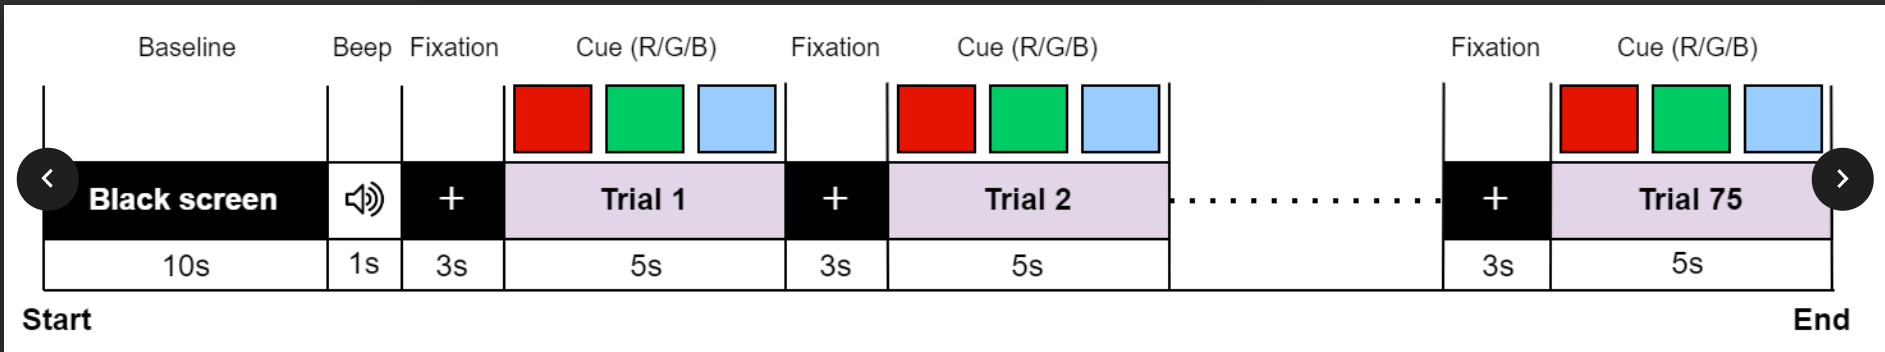 Baseline Beep Fixation Cue (R/G/B) Fixation Cue (R/G/B) Fixation Cue (R/G/B)
Black screen + Trial 1 + Trial 2 + Trial 75
10s 1s 3s 5s 3s 5s 3s 5s
Start End